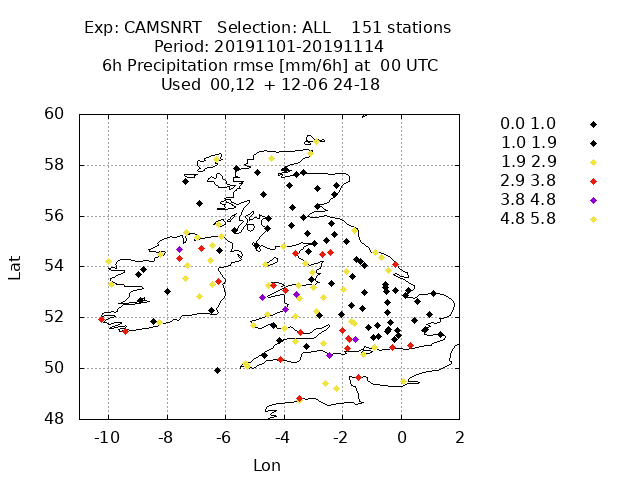 Exp: CAMSNRT Selection: ALL 151 stations
Period: 20191101-20191114
6h Precipitation rmse [mm/6h] at 00 UTC
Used 00,12 + 12-06 24-18
60
58
56
54
52
50
48
Lat
-10 -8 -6 -4 -2 0 2
Lon
0.0 1.0
1.0 1.9
1.9 2.9
2.9 3.8
3.8 4.8
4.8 5.8